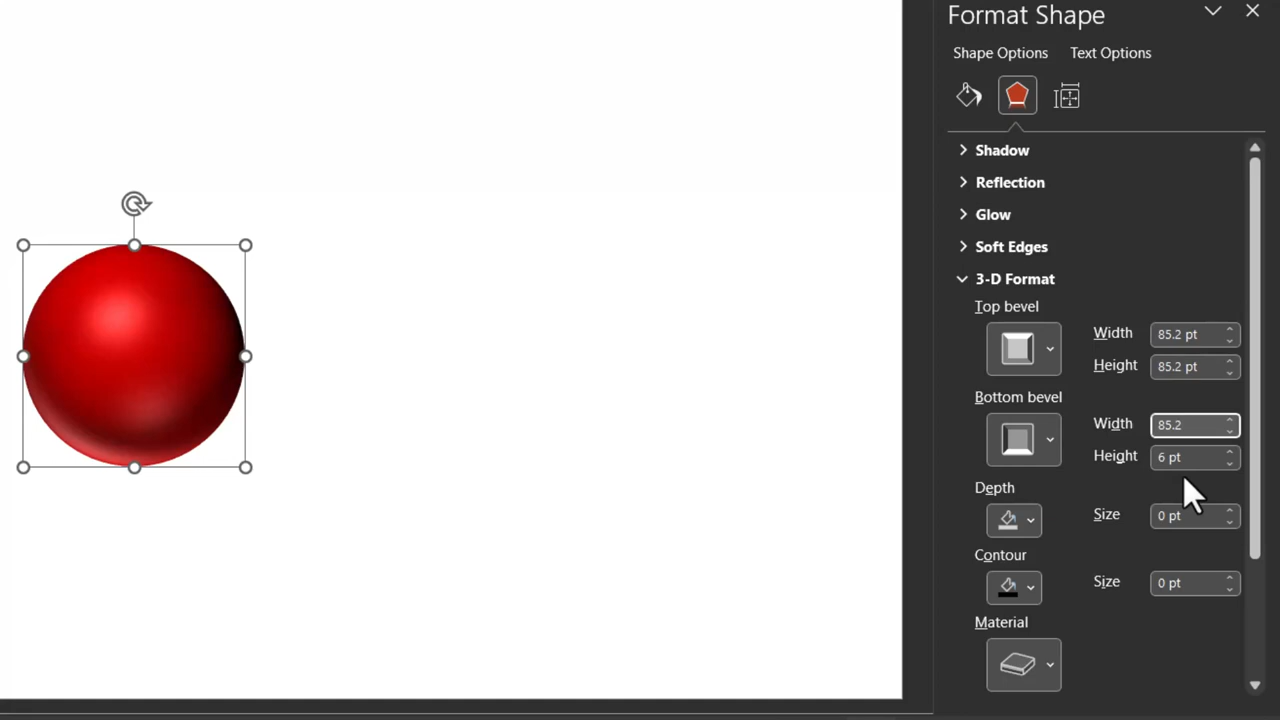 Format Shape
Shape Options Text Options
Shadow
Reflection
Glow
Soft Edges
3-D Format
Top bevel
Width 85.2 pt
Height 85.2 pt
Bottom bevel
Width 85.2
Height 6 pt
Depth
Size 0 pt
Contour
Size 0 pt
Material